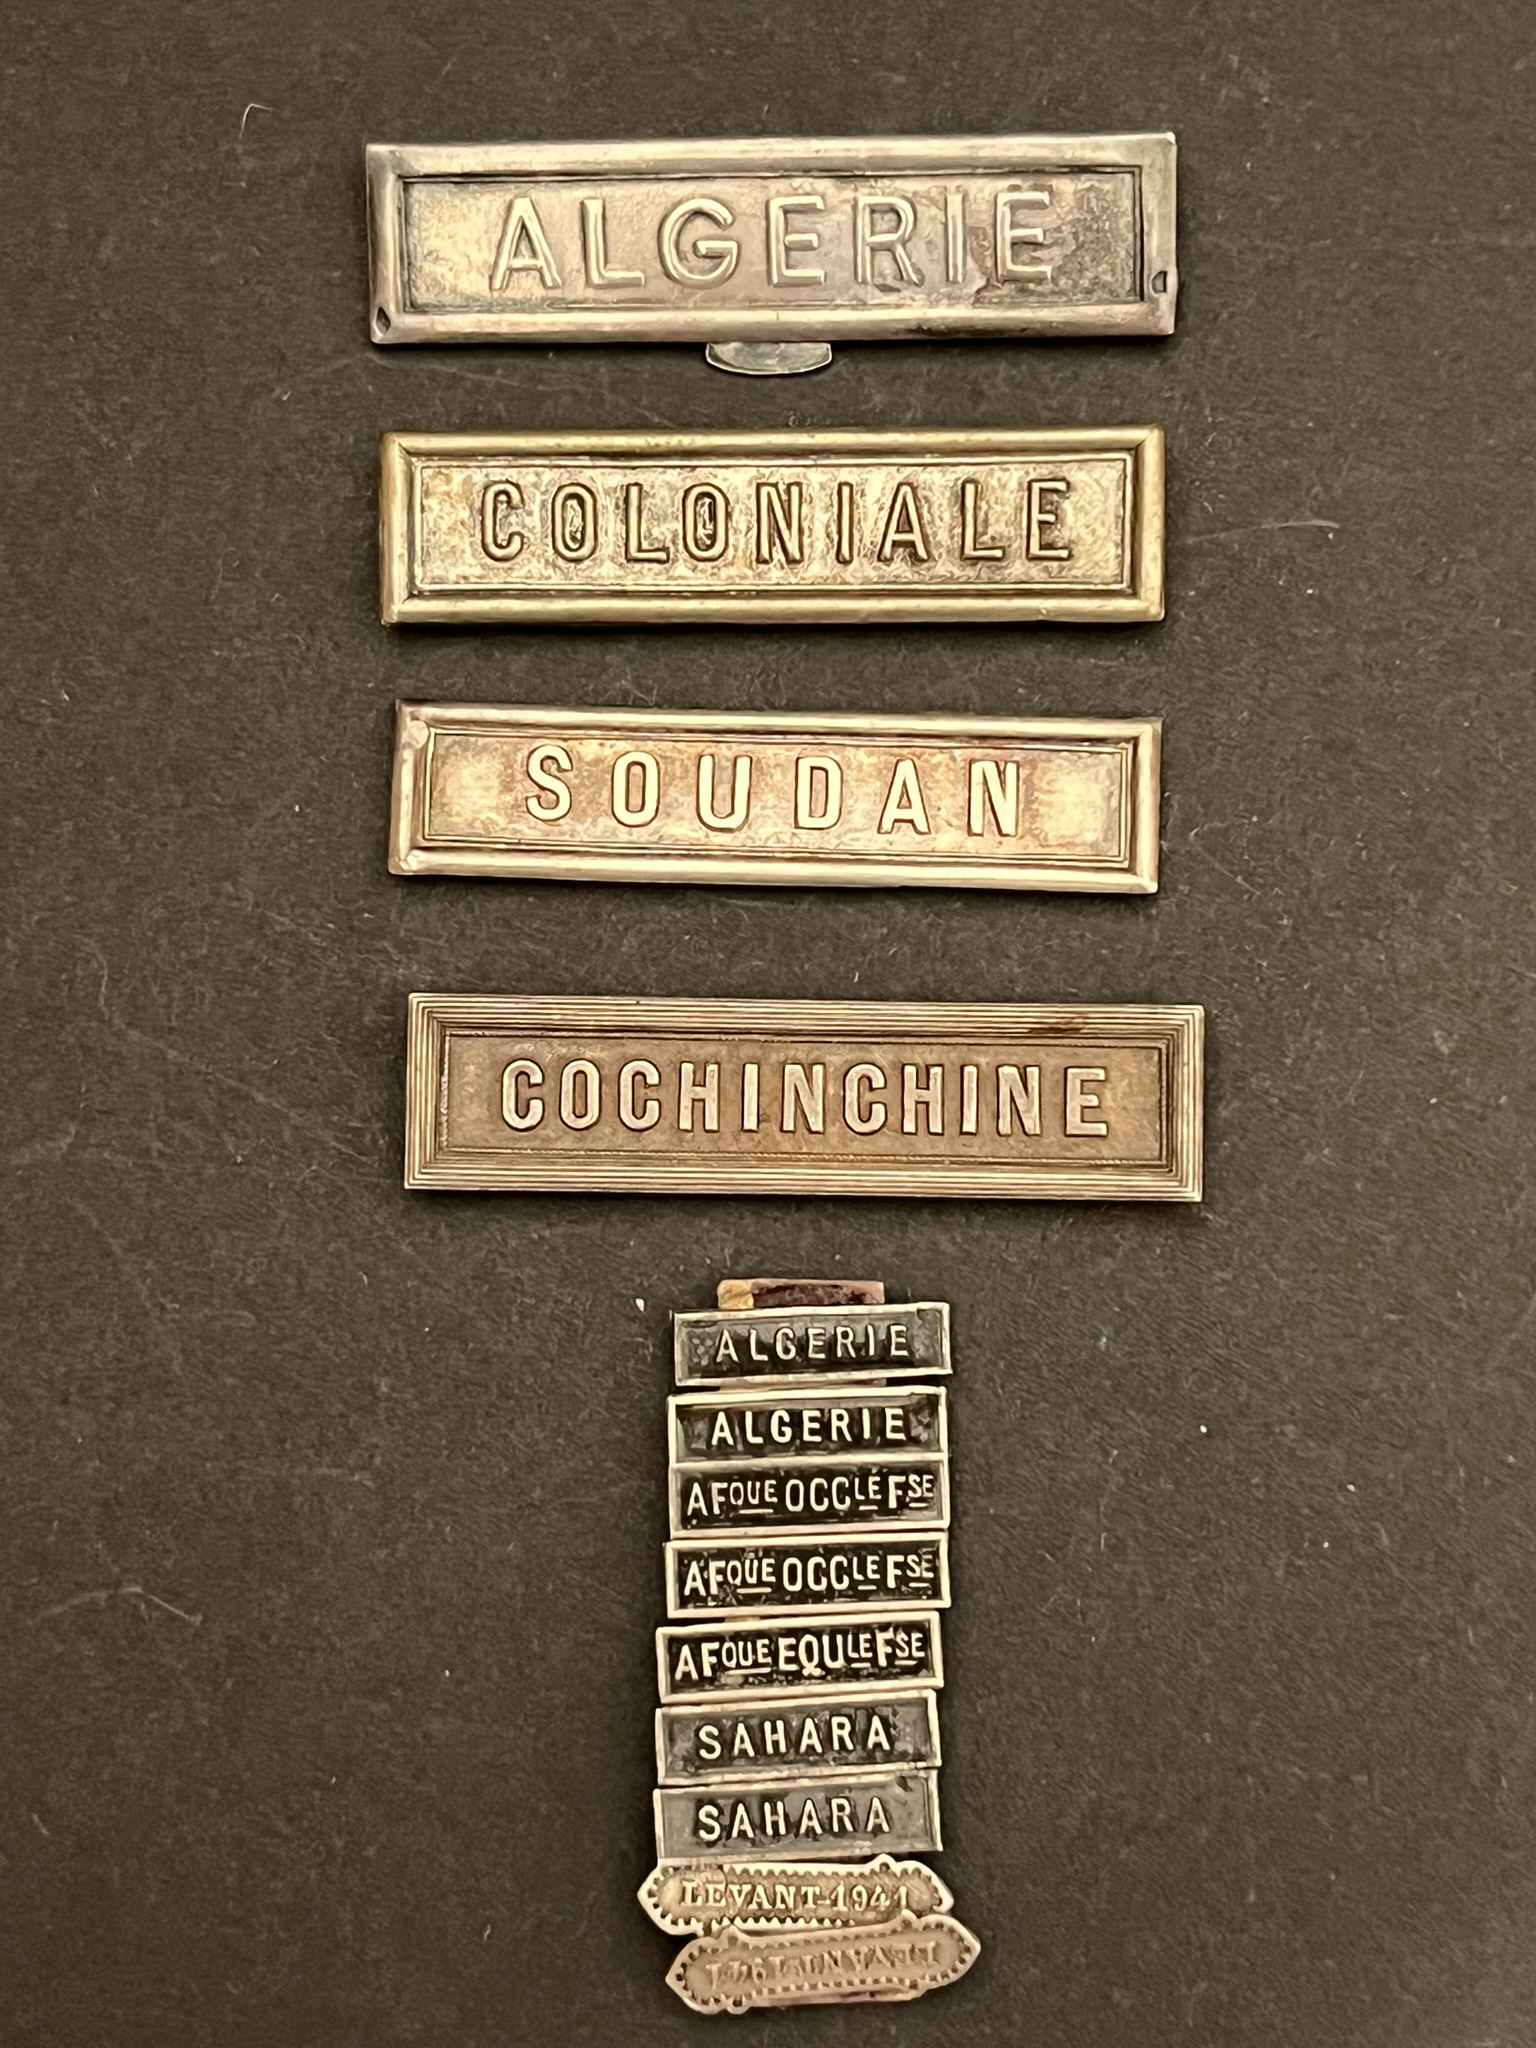 ALGERIE
COLONIALE
SOUDAN
COCHINCHINE
ALGERIE
ALGERIE
AFQUE OCCLE FSE
AFQUE OCCLE FSE
AFQUE EQULE FSE
SAHARA
SAHARA
LEVANT-1941